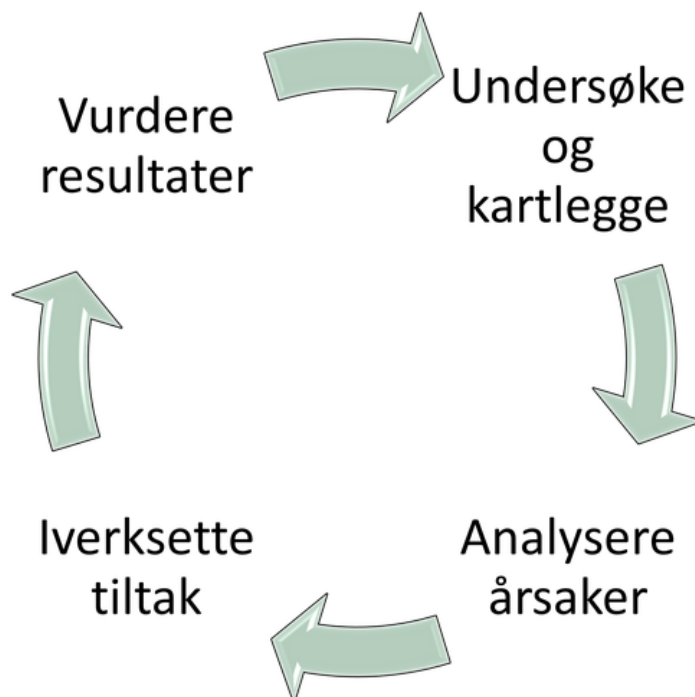 Vurdere
resultater
Undersøke
og
kartlegge
Analysere
årsaker
Iverksette
tiltak